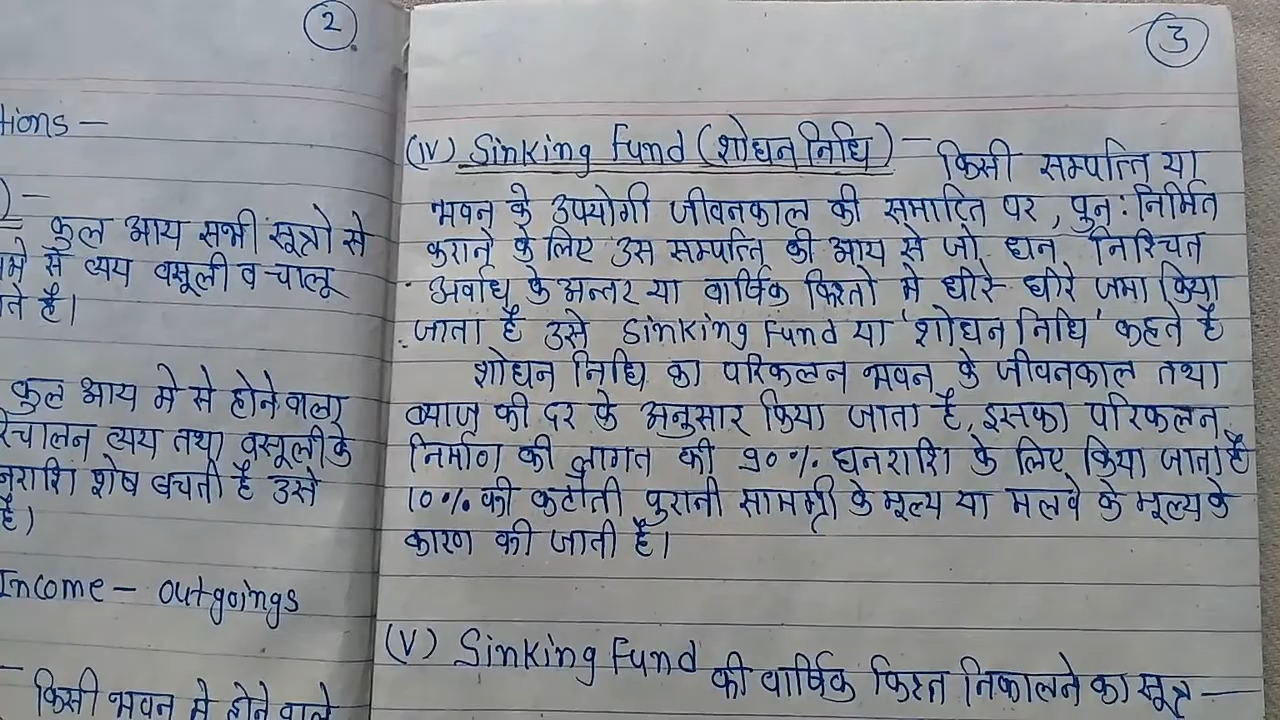 2
tions –
) –
कुल आय सभी सूत्रो से
मे से व्यय वसूली व चालू
ते है।
कुल आय मे से होने वाला
रिचालन व्यय तथा वसूली के
नराशि शेष बचती है उसे
है)
Income – outgoings
किसी भवन मे होने वाले
3
(iv) Sinking Fund (शोधन निधि) – किसी सम्पत्ति या
भवन के उपयोगी जीवनकाल की समाप्ति पर, पुन: निर्मित
कराने के लिए उस सम्पत्ति की आय से जो धन निश्चित
अवधि के अन्तर या वार्षिक किस्तो मे धीरे धीरे जमा किया
जाता है उसे Sinking Fund या 'शोधन निधि' कहते है
शोधन निधि का परिकलन भवन के जीवनकाल तथा
ब्याज की दर के अनुसार किया जाता है, इसका परिकलन
निर्माण की लागत की 90% धनराशि के लिए किया जाता है
10% की कटौती पुरानी सामग्री के मूल्य या मलवे के मूल्य के
कारण की जाती है।
(V) Sinking Fund की वार्षिक किस्त निकालने का सूत्र –